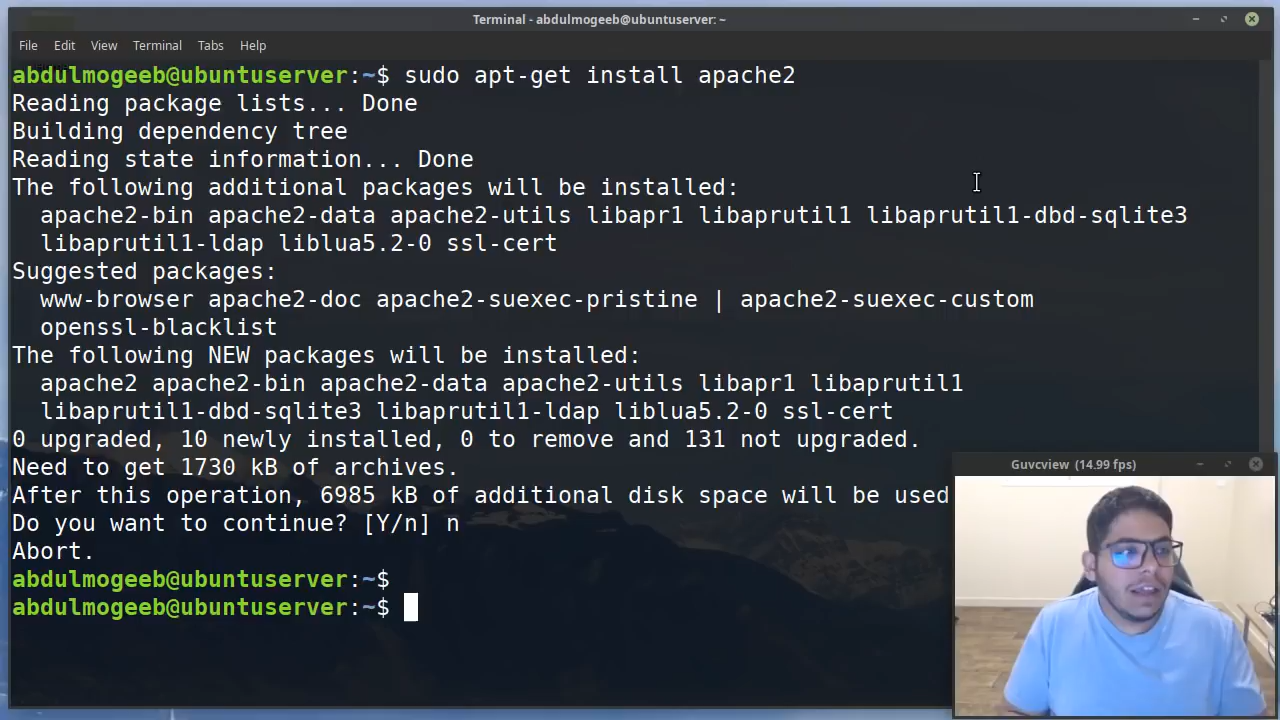 Terminal - abdulmogeeb@ubuntuserver: ~
File Edit View Terminal Tabs Help
abdulmogeeb@ubuntuserver:~$ sudo apt-get install apache2
Reading package lists... Done
Building dependency tree
Reading state information... Done
The following additional packages will be installed:
apache2-bin apache2-data apache2-utils libapr1 libaprutil1 libaprutil1-dbd-sqlite3
libaprutil1-ldap liblua5.2-0 ssl-cert
Suggested packages:
www-browser apache2-doc apache2-suexec-pristine | apache2-suexec-custom
openssl-blacklist
The following NEW packages will be installed:
apache2 apache2-bin apache2-data apache2-utils libapr1 libaprutil1
libaprutil1-dbd-sqlite3 libaprutil1-ldap liblua5.2-0 ssl-cert
0 upgraded, 10 newly installed, 0 to remove and 131 not upgraded.
Need to get 1730 kB of archives.
After this operation, 6985 kB of additional disk space will be used
Do you want to continue? [Y/n] n
Abort.
abdulmogeeb@ubuntuserver:~$
abdulmogeeb@ubuntuserver:~$
Guvcview (14.99 fps)